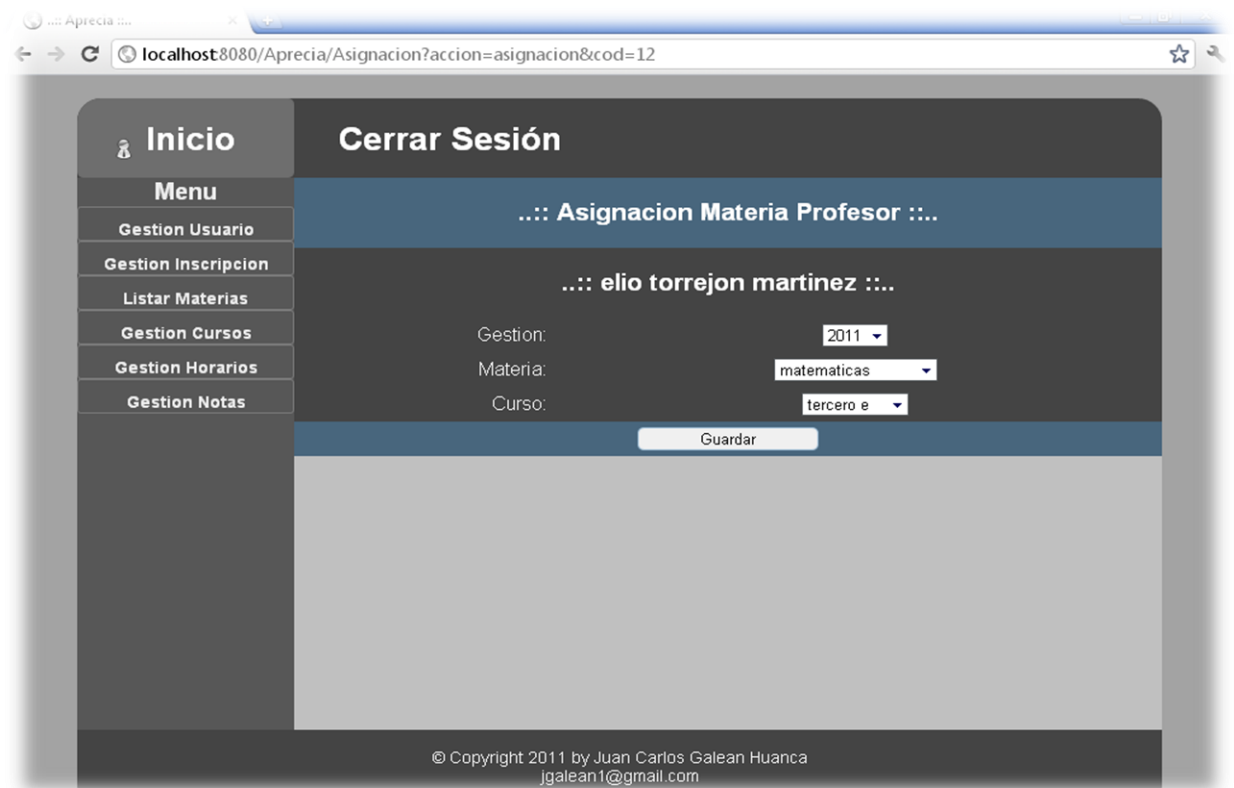 ..:: Aprecia ::..
localhost:8080/Aprecia/Asignacion?accion=asignacion&cod=12
Inicio
Cerrar Sesión
Menu
Gestion Usuario
Gestion Inscripcion
Listar Materias
Gestion Cursos
Gestion Horarios
Gestion Notas
..:: Asignacion Materia Profesor ::..
..:: elio torrejon martinez ::..
Gestion: 2011
Materia: matematicas
Curso: tercero e
Guardar
© Copyright 2011 by Juan Carlos Galean Huanca
jgalean1@gmail.com